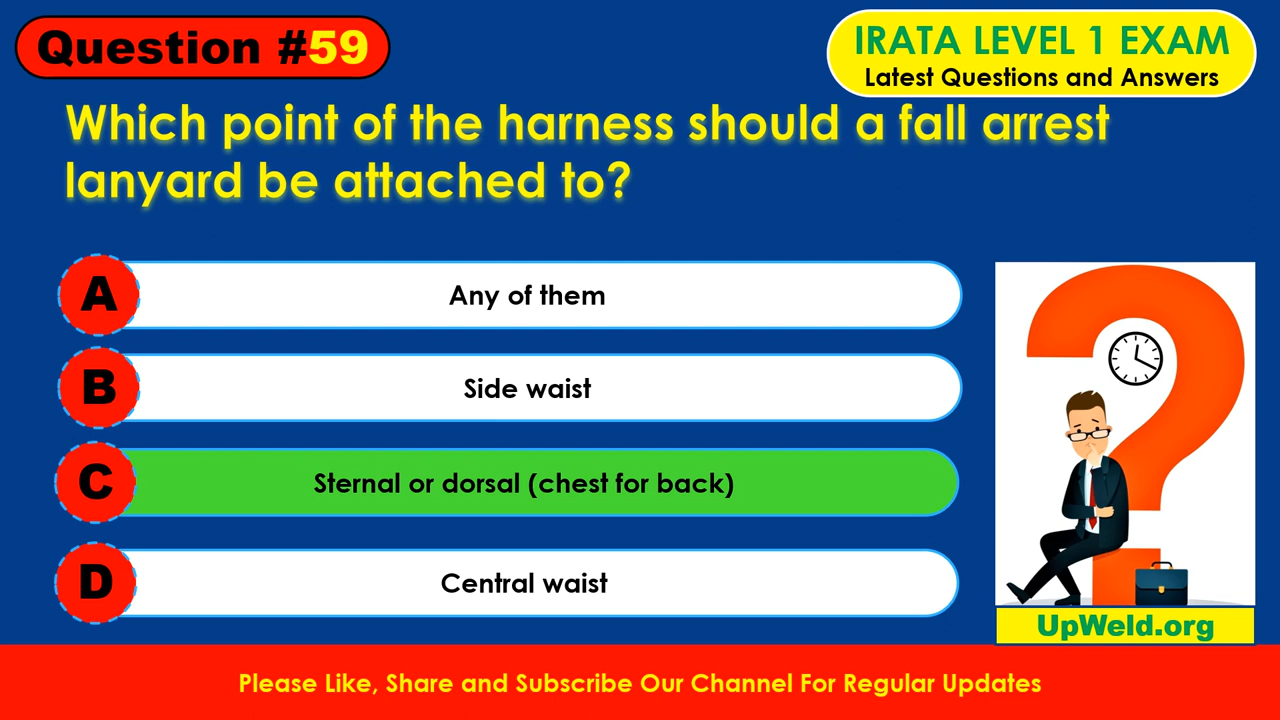 Question #59
IRATA LEVEL 1 EXAM
Latest Questions and Answers
Which point of the harness should a fall arrest
lanyard be attached to?
A
Any of them
B
Side waist
C
Sternal or dorsal (chest for back)
D
Central waist
UpWeld.org
Please Like, Share and Subscribe Our Channel For Regular Updates